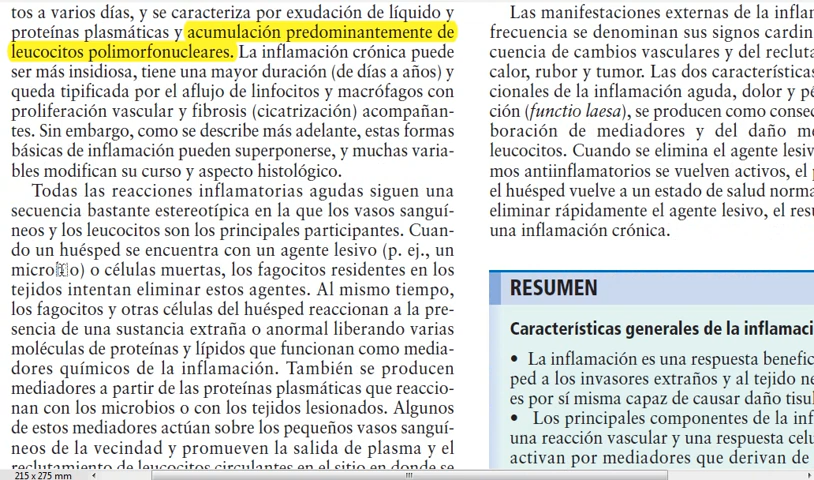 tos a varios días, y se caracteriza por exudación de líquido y
proteínas plasmáticas y acumulación predominantemente de
leucocitos polimorfonucleares. La inflamación crónica puede
ser más insidiosa, tiene una mayor duración (de días a años) y
queda tipificada por el aflujo de linfocitos y macrófagos con
proliferación vascular y fibrosis (cicatrización) acompañan-
tes. Sin embargo, como se describe más adelante, estas formas
básicas de inflamación pueden superponerse, y muchas varia-
bles modifican su curso y aspecto histológico.
Todas las reacciones inflamatorias agudas siguen una
secuencia bastante estereotípica en la que los vasos sanguí-
neos y los leucocitos son los principales participantes. Cuan-
do un huésped se encuentra con un agente lesivo (p. ej., un
o) o células muertas, los fagocitos residentes en los
tejidos intentan eliminar estos agentes. Al mismo tiempo,
los fagocitos y otras células del huésped reaccionan a la pre-
sencia de una sustancia extraña o anormal liberando varias
moléculas de proteínas y lípidos que funcionan como media-
dores químicos de la inflamación. También se producen
mediadores a partir de las proteínas plasmáticas que reaccio-
nan con los microbios o con los tejidos lesionados. Algunos
de estos mediadores actúan sobre los pequeños vasos sanguí-
neos de la vecindad y promueven la salida de plasma y el
reclutamiento de leucocitos circulantes en el sitio en donde se
Las manifestaciones externas de la inflar
frecuencia se denominan sus signos cardin
cuencia de cambios vasculares y del recluta
calor, rubor y tumor. Las dos características
cionales de la inflamación aguda, dolor y pé
ción (functio laesa), se producen como consec
boración de mediadores y del daño me
leucocitos. Cuando se elimina el agente lesiv
mos antiinflamatorios se vuelven activos, el p
el huésped vuelve a un estado de salud norma
eliminar rápidamente el agente lesivo, el resu
una inflamación crónica.
RESUMEN
Características generales de la inflamaci
• La inflamación es una respuesta benefic
ped a los invasores extraños y al tejido ne
es por sí misma capaz de causar daño tisul
• Los principales componentes de la inf
una reacción vascular y una respuesta celu
activan por mediadores que derivan de
215 x 275 mm